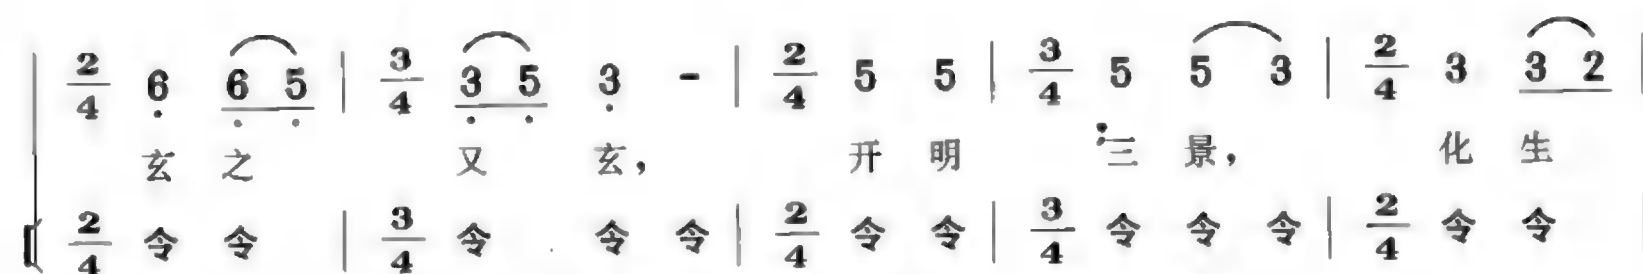 2/4 6̣ 6̣ 5̣ | 3/4 3̣ 5̣ 3̣ - | 2/4 5 5 | 3/4 5 5 3 | 2/4 3 3 2 |
玄 之 又 玄， 开 明 三 景， 化 生
2/4 令 令 | 3/4 令 令 令 | 2/4 令 令 | 3/4 令 令 令 | 2/4 令 令